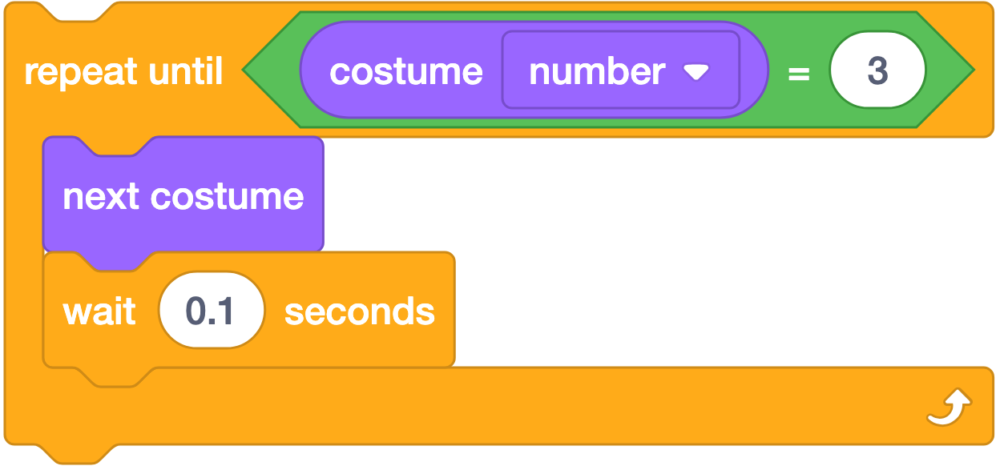 repeat until costume number = 3
next costume
wait 0.1 seconds